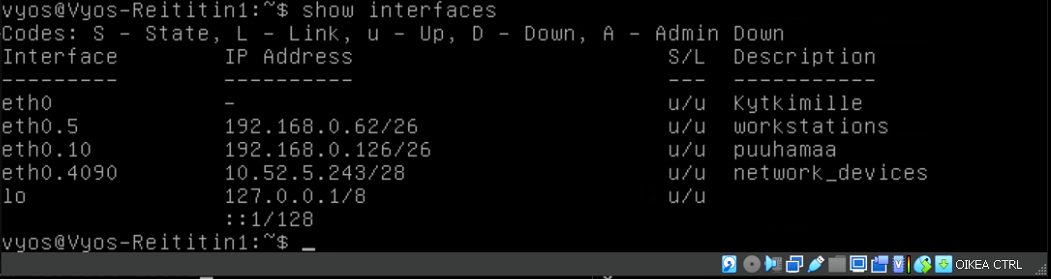 vyos@Vyos-Reititin1:~$ show interfaces
Codes: S - State, L - Link, u - Up, D - Down, A - Admin Down
Interface IP Address S/L Description
--------- ---------- --- -----------
eth0 - u/u Kytkimille
eth0.5 192.168.0.62/26 u/u workstations
eth0.10 192.168.0.126/26 u/u puuhamaa
eth0.4090 10.52.5.243/28 u/u network_devices
lo 127.0.0.1/8 u/u
::1/128
vyos@Vyos-Reititin1:~$ _
OIKEA CTRL